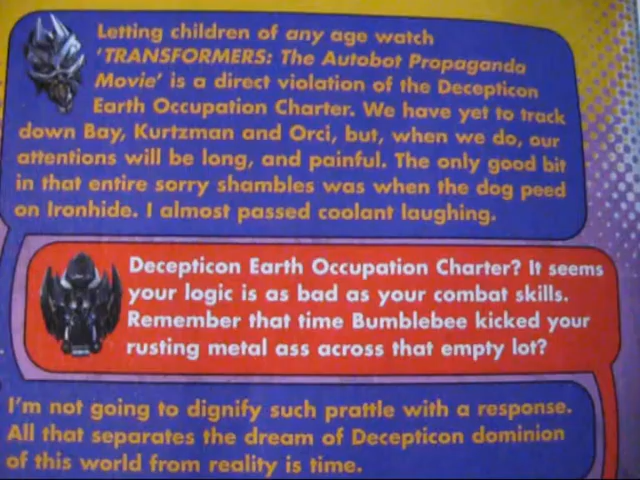 Letting children of any age watch
'TRANSFORMERS: The Autobot Propaganda
Movie' is a direct violation of the Decepticon
Earth Occupation Charter. We have yet to track
down Bay, Kurtzman and Orci, but, when we do, our
attentions will be long, and painful. The only good bit
in that entire sorry shambles was when the dog peed
on Ironhide. I almost passed coolant laughing.
Decepticon Earth Occupation Charter? It seems
your logic is as bad as your combat skills.
Remember that time Bumblebee kicked your
rusting metal ass across that empty lot?
I'm not going to dignify such prattle with a response.
All that separates the dream of Decepticon dominion
of this world from reality is time.